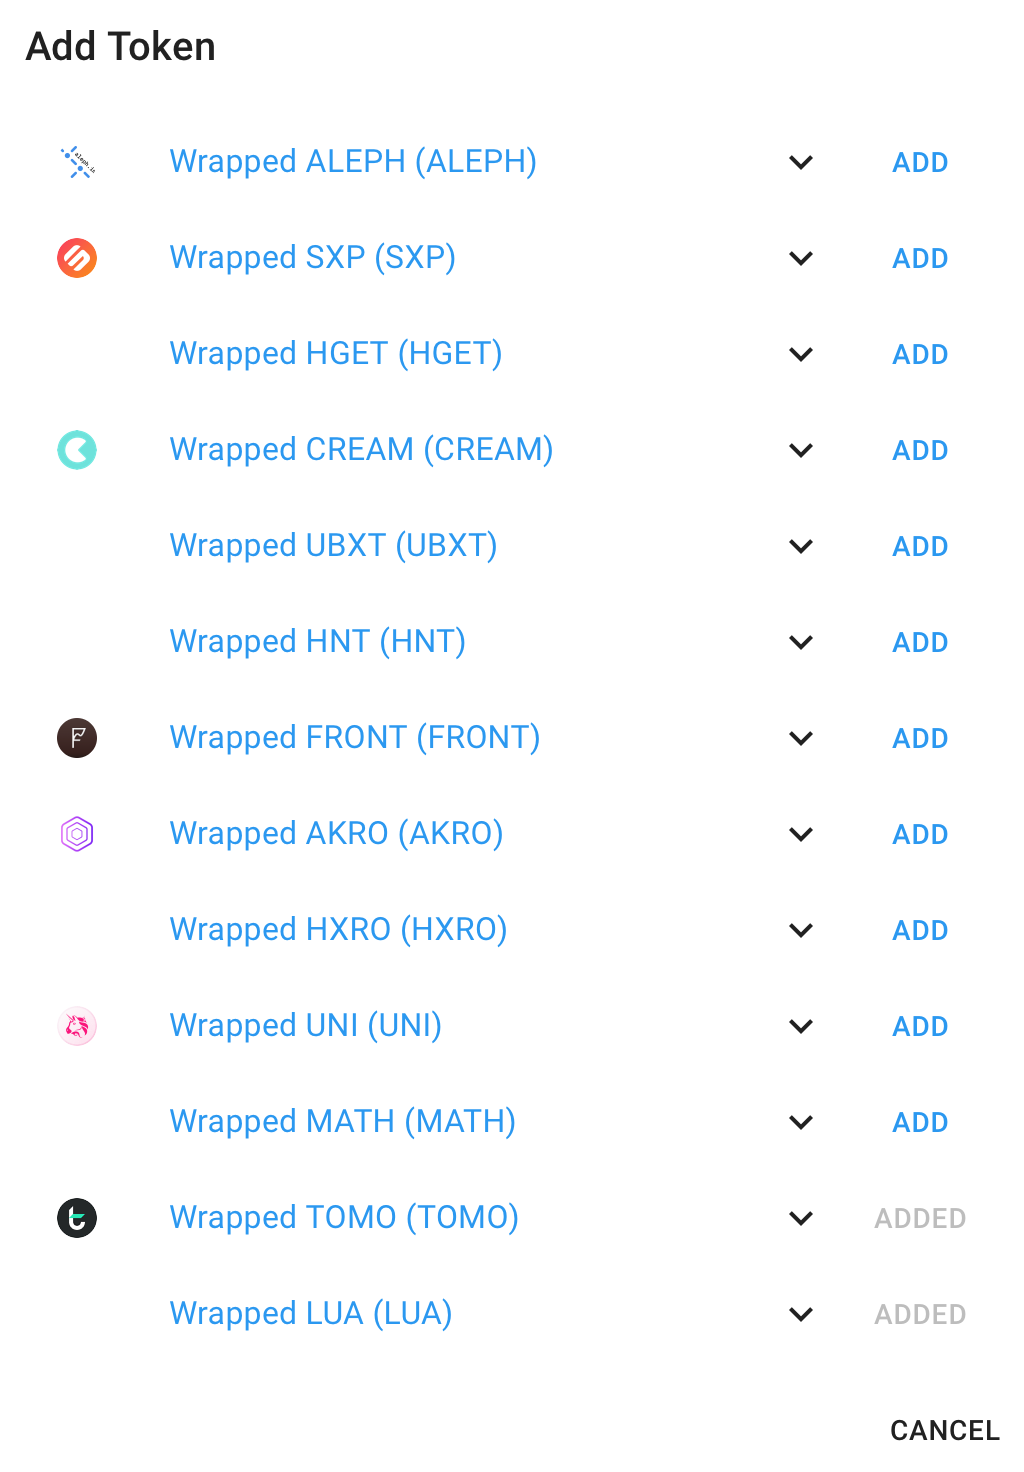 Add Token
Wrapped ALEPH (ALEPH) ADD
Wrapped SXP (SXP) ADD
Wrapped HGET (HGET) ADD
Wrapped CREAM (CREAM) ADD
Wrapped UBXT (UBXT) ADD
Wrapped HNT (HNT) ADD
Wrapped FRONT (FRONT) ADD
Wrapped AKRO (AKRO) ADD
Wrapped HXRO (HXRO) ADD
Wrapped UNI (UNI) ADD
Wrapped MATH (MATH) ADD
Wrapped TOMO (TOMO) ADDED
Wrapped LUA (LUA) ADDED
CANCEL